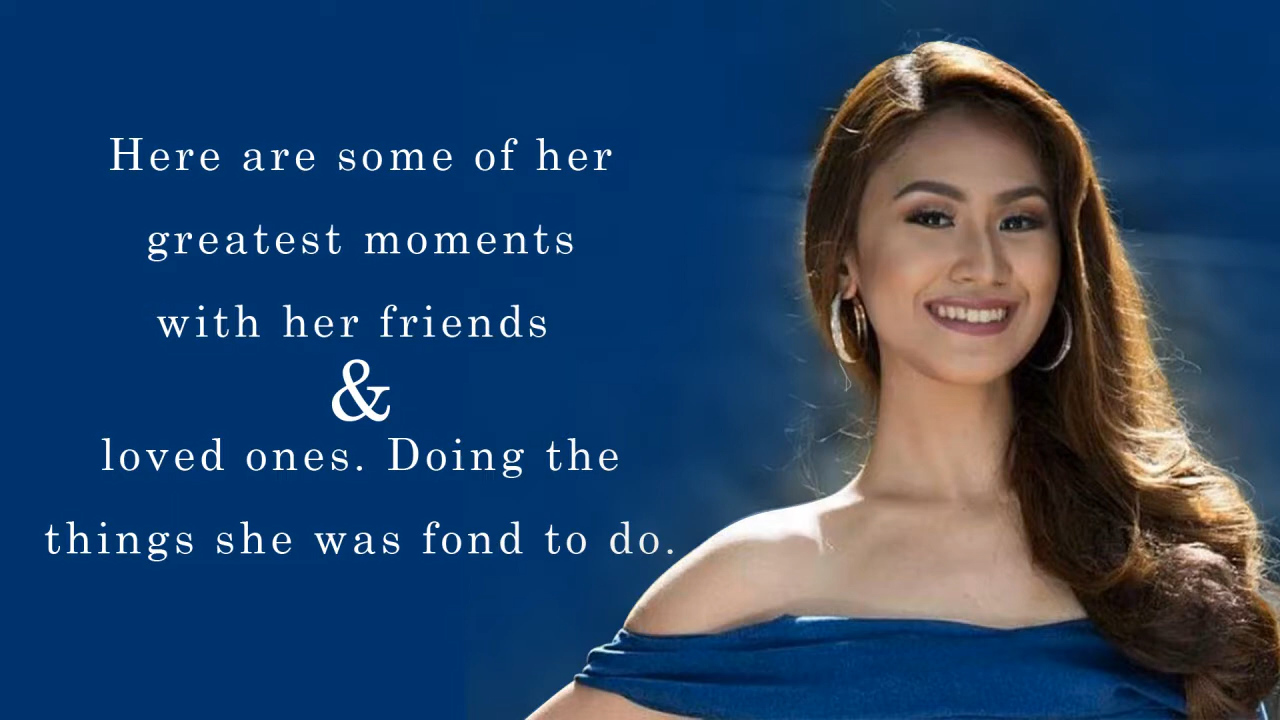 Here are some of her
greatest moments
with her friends
&
loved ones. Doing the
things she was fond to do.